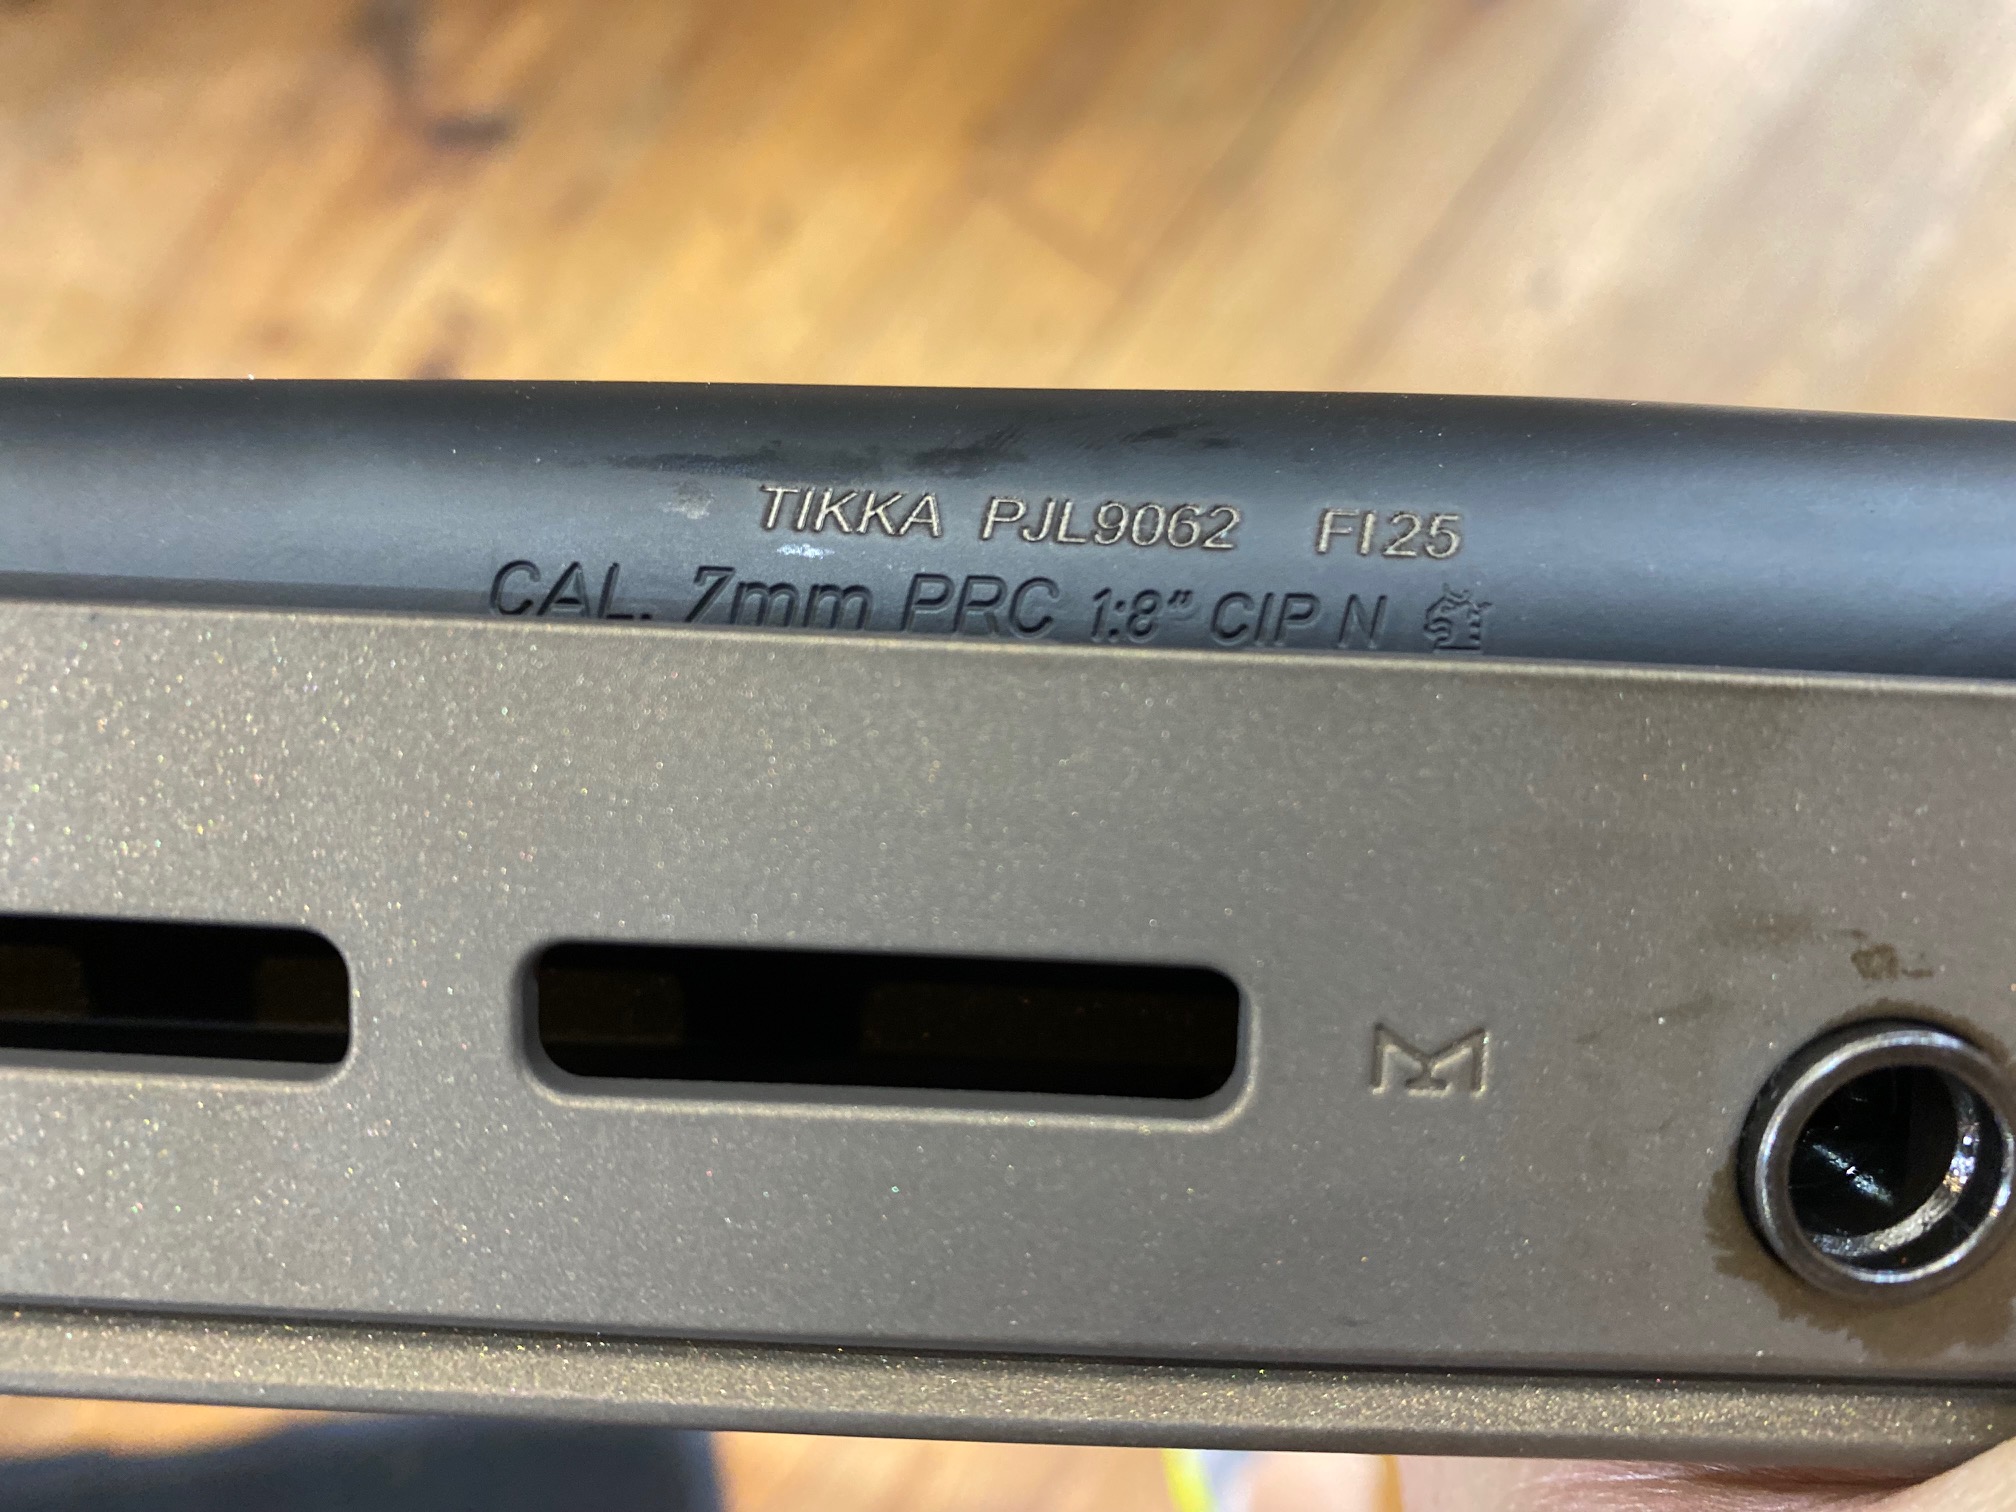 TIKKA PJL9062 FI25
CAL. 7mm PRC 1:8" CIP N
M